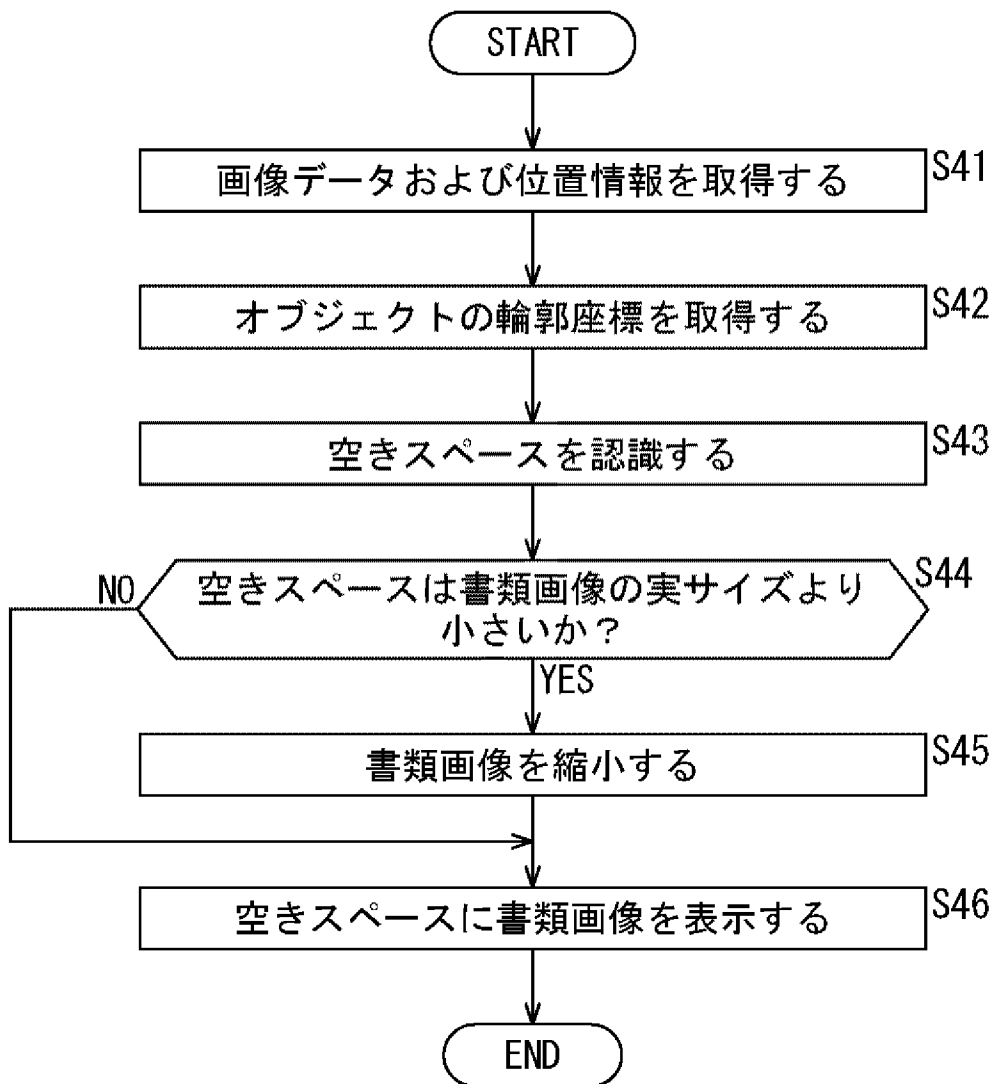 START
画像データおよび位置情報を取得する
S41
オブジェクトの輪郭座標を取得する
S42
空きスペースを認識する
S43
空きスペースは書類画像の実サイズより
小さいか？
S44
NO
YES
書類画像を縮小する
S45
空きスペースに書類画像を表示する
S46
END